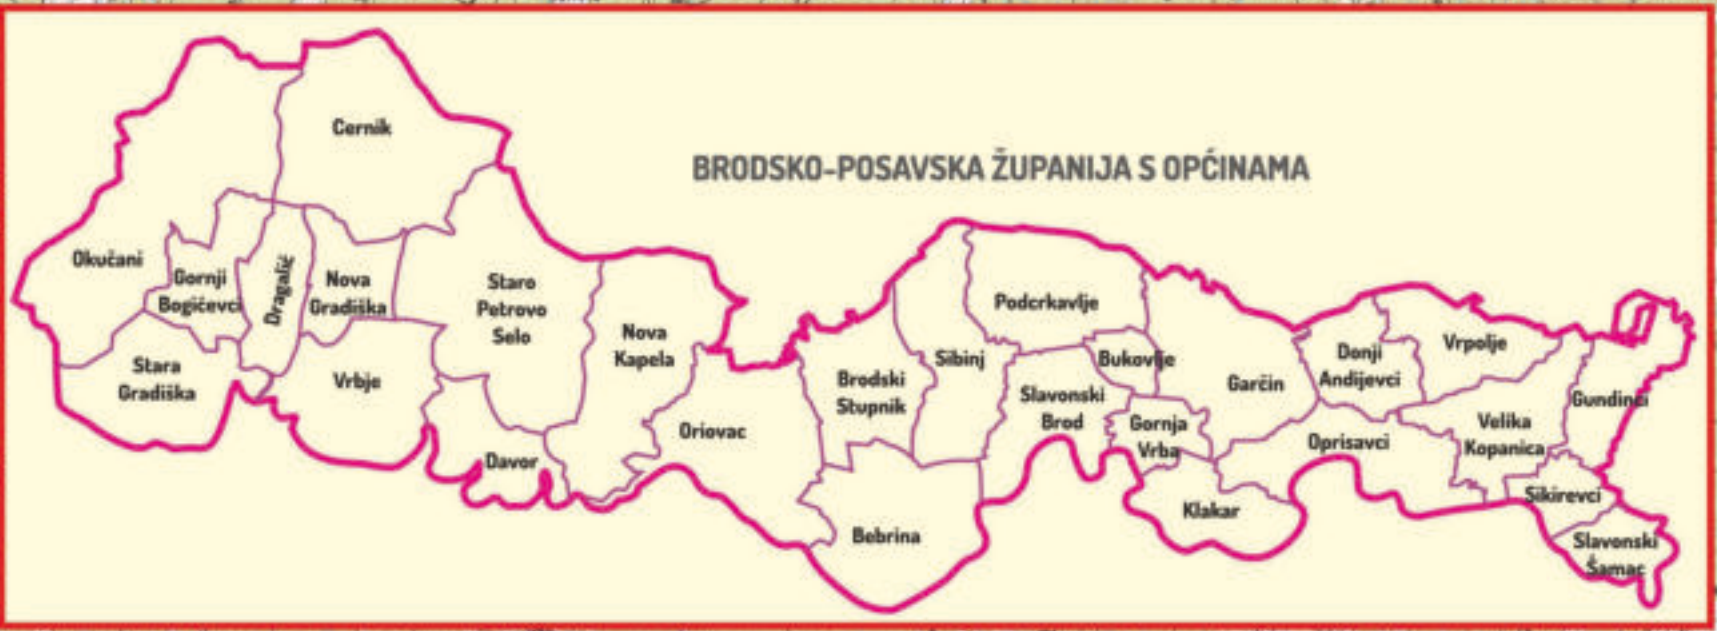 BRODSKO-POSAVSKA ŽUPANIJA S OPĆINAMA
Cernik
Okučani
Gornji
Bogićevci
Dragalić
Nova
Gradiška
Staro
Petrovo
Selo
Stara
Gradiška
Vrbje
Davor
Nova
Kapela
Oriovac
Brodski
Stupnik
Sibinj
Bebrina
Podcrkavlje
Bukovlje
Slavonski
Brod
Gornja
Vrba
Klakar
Garčin
Donji
Andijevci
Oprisavci
Vrpolje
Velika
Kopanica
Gundinci
Sikirevci
Slavonski
Šamac